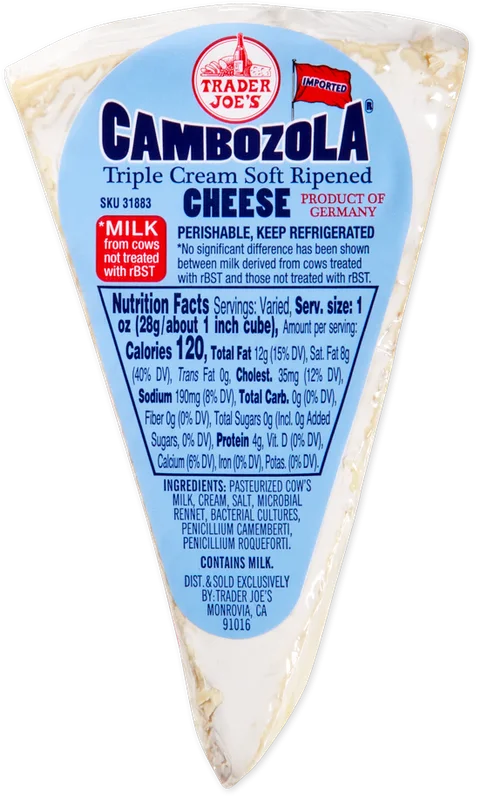 TRADER
JOE'S
IMPORTED
CAMBOZOLA®
Triple Cream Soft Ripened
SKU 31883
CHEESE
PRODUCT OF
GERMANY
*MILK
from cows
not treated
with rBST
PERISHABLE, KEEP REFRIGERATED
*No significant difference has been shown
between milk derived from cows treated
with rBST and those not treated with rBST.
Nutrition Facts Servings: Varied, Serv. size: 1
oz (28g/about 1 inch cube), Amount per serving:
Calories 120, Total Fat 12g (15% DV), Sat. Fat 8g
(40% DV), Trans Fat 0g, Cholest. 35mg (12% DV),
Sodium 190mg (8% DV), Total Carb. 0g (0% DV),
Fiber 0g (0% DV), Total Sugars 0g (Incl. 0g Added
Sugars, 0% DV), Protein 4g, Vit. D (0% DV),
Calcium (6% DV), Iron (0% DV), Potas. (0% DV).
INGREDIENTS: PASTEURIZED COW'S
MILK, CREAM, SALT, MICROBIAL
RENNET, BACTERIAL CULTURES,
PENICILLIUM CAMEMBERTI,
PENICILLIUM ROQUEFORTI.
CONTAINS MILK.
DIST. & SOLD EXCLUSIVELY
BY: TRADER JOE'S
MONROVIA, CA
91016